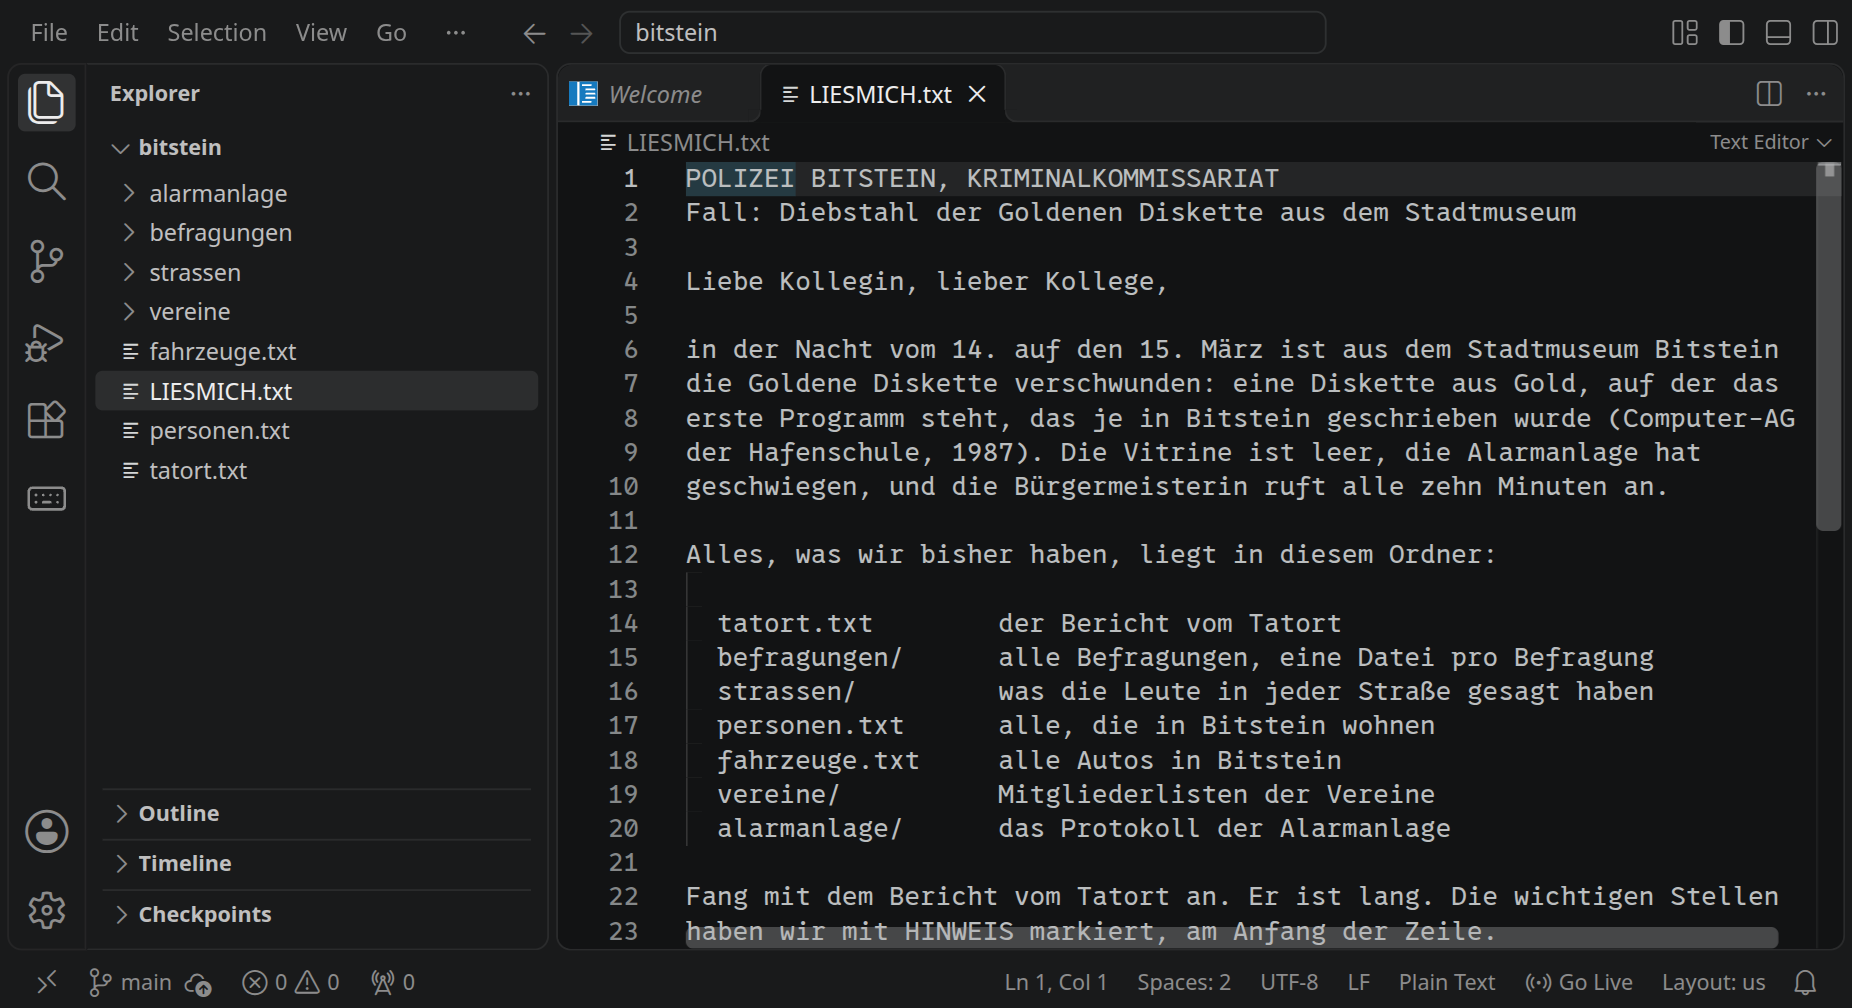 File Edit Selection View Go ··· bitstein
Explorer ···
bitstein
alarmanlage
befragungen
strassen
vereine
fahrzeuge.txt
LIESMICH.txt
personen.txt
tatort.txt
Outline
Timeline
Checkpoints
Welcome LIESMICH.txt ···
LIESMICH.txt Text Editor
1 POLIZEI BITSTEIN, KRIMINALKOMMISSARIAT
2 Fall: Diebstahl der Goldenen Diskette aus dem Stadtmuseum
3
4 Liebe Kollegin, lieber Kollege,
5
6 in der Nacht vom 14. auf den 15. März ist aus dem Stadtmuseum Bitstein
7 die Goldene Diskette verschwunden: eine Diskette aus Gold, auf der das
8 erste Programm steht, das je in Bitstein geschrieben wurde (Computer-AG
9 der Hafenschule, 1987). Die Vitrine ist leer, die Alarmanlage hat
10 geschwiegen, und die Bürgermeisterin ruft alle zehn Minuten an.
11
12 Alles, was wir bisher haben, liegt in diesem Ordner:
13
14 tatort.txt der Bericht vom Tatort
15 befragungen/ alle Befragungen, eine Datei pro Befragung
16 strassen/ was die Leute in jeder Straße gesagt haben
17 personen.txt alle, die in Bitstein wohnen
18 fahrzeuge.txt alle Autos in Bitstein
19 vereine/ Mitgliederlisten der Vereine
20 alarmanlage/ das Protokoll der Alarmanlage
21
22 Fang mit dem Bericht vom Tatort an. Er ist lang. Die wichtigen Stellen
23 haben wir mit HINWEIS markiert, am Anfang der Zeile.
main 0 0 0 Ln 1, Col 1 Spaces: 2 UTF-8 LF Plain Text Go Live Layout: us